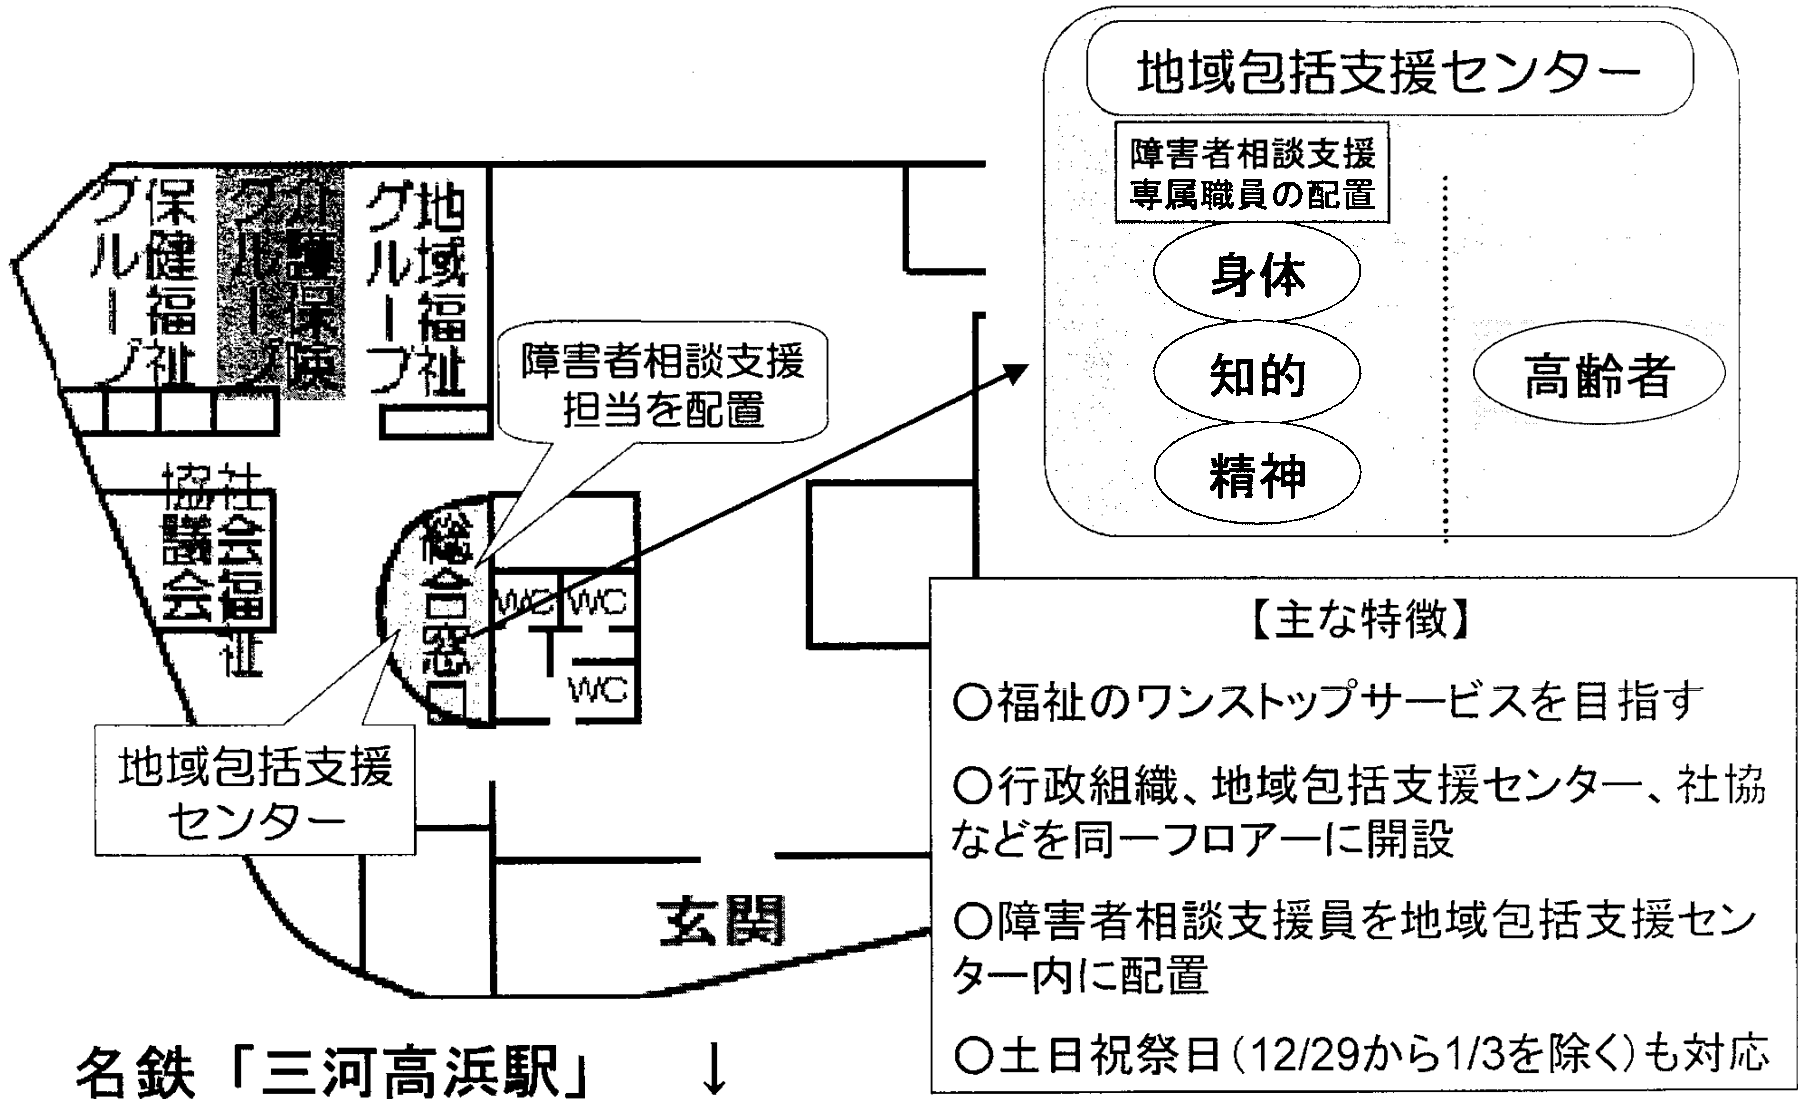 地域包括支援センター
障害者相談支援
専属職員の配置
身体
知的
精神
高齢者
保健福祉
グループ
介護保険
グループ
地域福祉
グループ
障害者相談支援
担当を配置
社会福祉
協議会
総合窓口
WC
WC
WC
地域包括支援
センター
玄関
【主な特徴】
○福祉のワンストップサービスを目指す
○行政組織、地域包括支援センター、社協
などを同一フロアーに開設
○障害者相談支援員を地域包括支援セン
ター内に配置
○土日祝祭日(12/29から1/3を除く)も対応
名鉄「三河高浜駅」 ↓